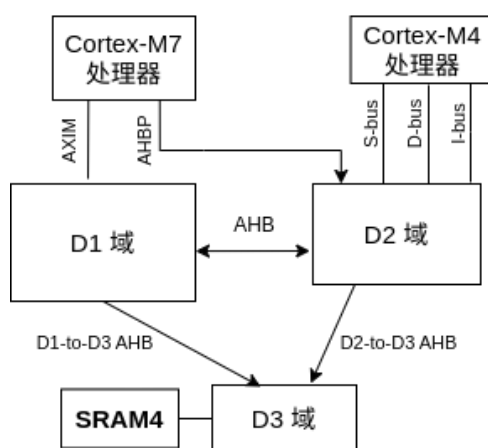 Cortex-M7
处理器
Cortex-M4
处理器
AXIM
AHBP
S-bus
D-bus
I-bus
D1 域
AHB
D2 域
D1-to-D3 AHB
D2-to-D3 AHB
SRAM4
D3 域